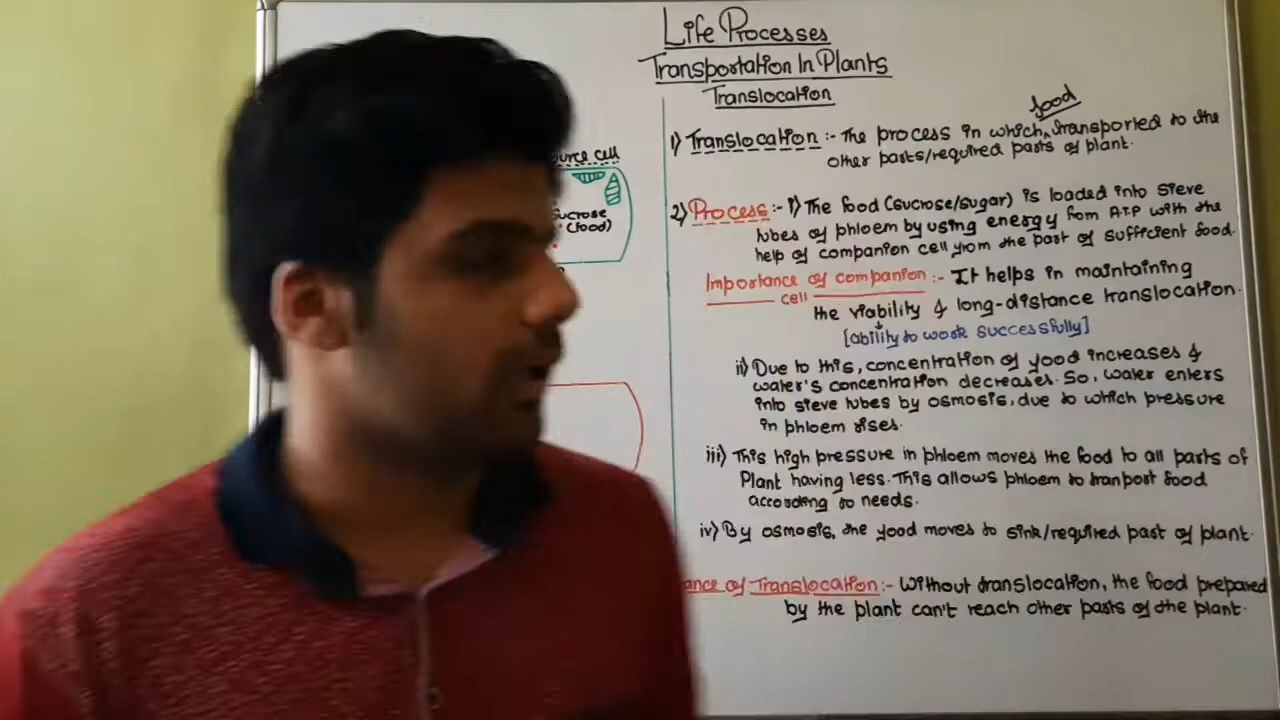 Life Processes
Transportation In Plants
Translocation
food
1) Translocation :- The process in which ^ transported to the
other parts/required parts of plant.
source cell
2) Process :- i) The food (sucrose/sugar) is loaded into sieve
tubes of phloem by using energy from ATP with the
help of companion cell from the part of sufficient food.
Sucrose
(food)
Importance of companion :- It helps in maintaining
cell
the viability & long-distance translocation.
[ability to work successfully]
ii) Due to this, concentration of food increases &
water's concentration decreases. So, water enters
into sieve tubes by osmosis, due to which pressure
in phloem rises.
iii) This high pressure in phloem moves the food to all parts of
Plant having less. This allows phloem to tranport food
according to needs.
iv) By osmosis, the food moves to sink/required part of plant.
ance of Translocation :- Without translocation, the food prepared
by the plant can't reach other parts of the plant.